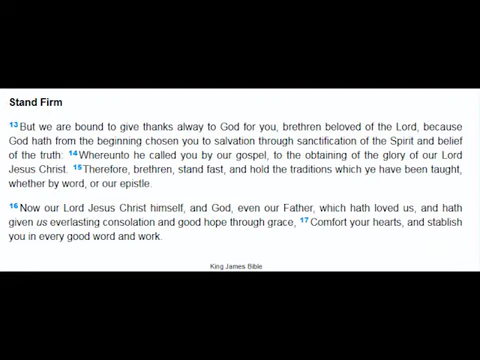 Stand Firm
13 But we are bound to give thanks alway to God for you, brethren beloved of the Lord, because
God hath from the beginning chosen you to salvation through sanctification of the Spirit and belief
of the truth: 14 Whereunto he called you by our gospel, to the obtaining of the glory of our Lord
Jesus Christ. 15 Therefore, brethren, stand fast, and hold the traditions which ye have been taught,
whether by word, or our epistle.
16 Now our Lord Jesus Christ himself, and God, even our Father, which hath loved us, and hath
given us everlasting consolation and good hope through grace, 17 Comfort your hearts, and stablish
you in every good word and work.
King James Bible